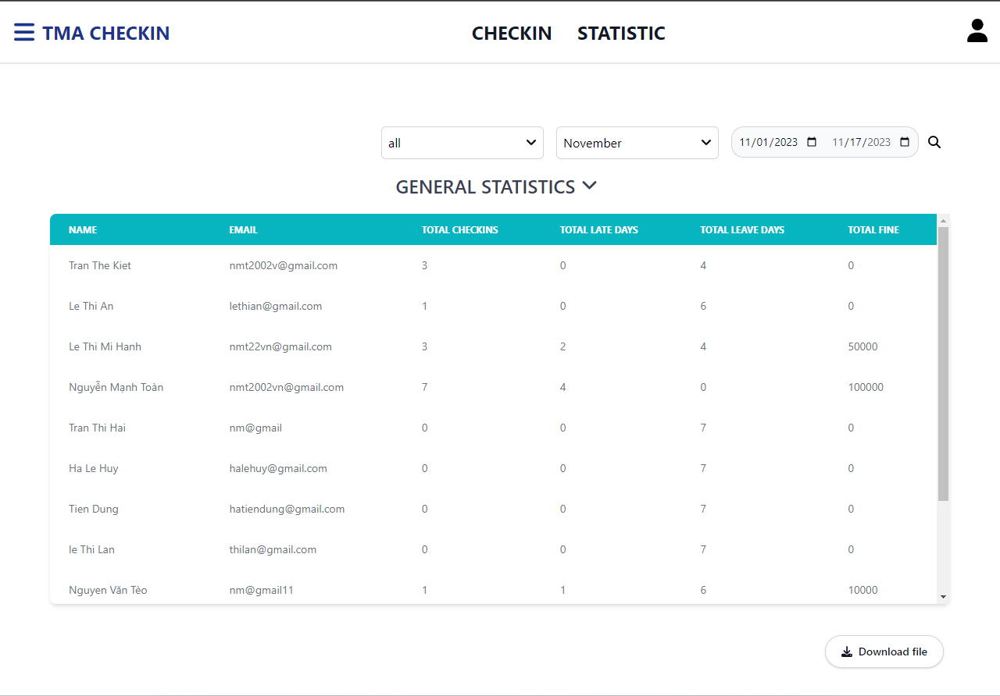 TMA CHECKIN CHECKIN STATISTIC
all November 11/01/2023 11/17/2023
GENERAL STATISTICS
NAME EMAIL TOTAL CHECKINS TOTAL LATE DAYS TOTAL LEAVE DAYS TOTAL FINE
Tran The Kiet nmt2002v@gmail.com 3 0 4 0
Le Thi An lethian@gmail.com 1 0 6 0
Le Thi Mi Hanh nmt22vn@gmail.com 3 2 4 50000
Nguyễn Mạnh Toàn nmt2002vn@gmail.com 7 4 0 100000
Tran Thi Hai nm@gmail 0 0 7 0
Ha Le Huy halehuy@gmail.com 0 0 7 0
Tien Dung hatiendung@gmail.com 0 0 7 0
le Thi Lan thilan@gmail.com 0 0 7 0
Nguyen Văn Tèo nm@gmail11 1 1 6 10000
Download file